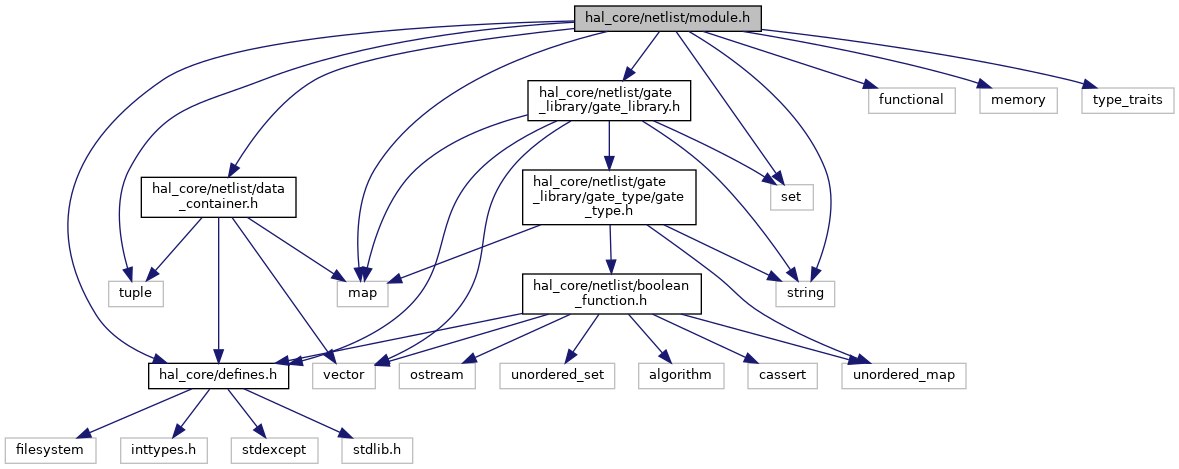 hal_core/netlist/module.h
hal_core/netlist/gate
_library/gate_library.h
functional
memory
type_traits
hal_core/netlist/data
_container.h
hal_core/netlist/gate
_library/gate_type/gate
_type.h
set
tuple
map
hal_core/netlist/boolean
_function.h
string
hal_core/defines.h
vector
ostream
unordered_set
algorithm
cassert
unordered_map
filesystem
inttypes.h
stdexcept
stdlib.h